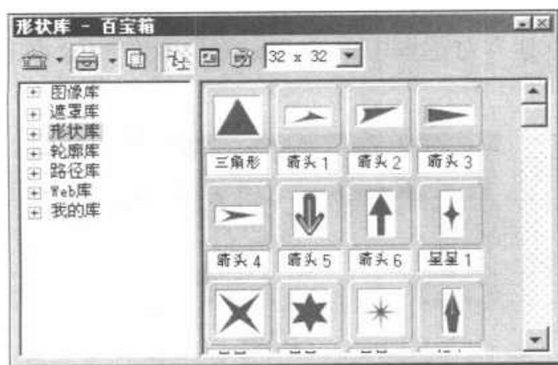 形状库 - 百宝箱
32 x 32
图像库
遮罩库
形状库
轮廓库
路径库
Web库
我的库
三角形 箭头1 箭头2 箭头3
箭头4 箭头5 箭头6 星星1